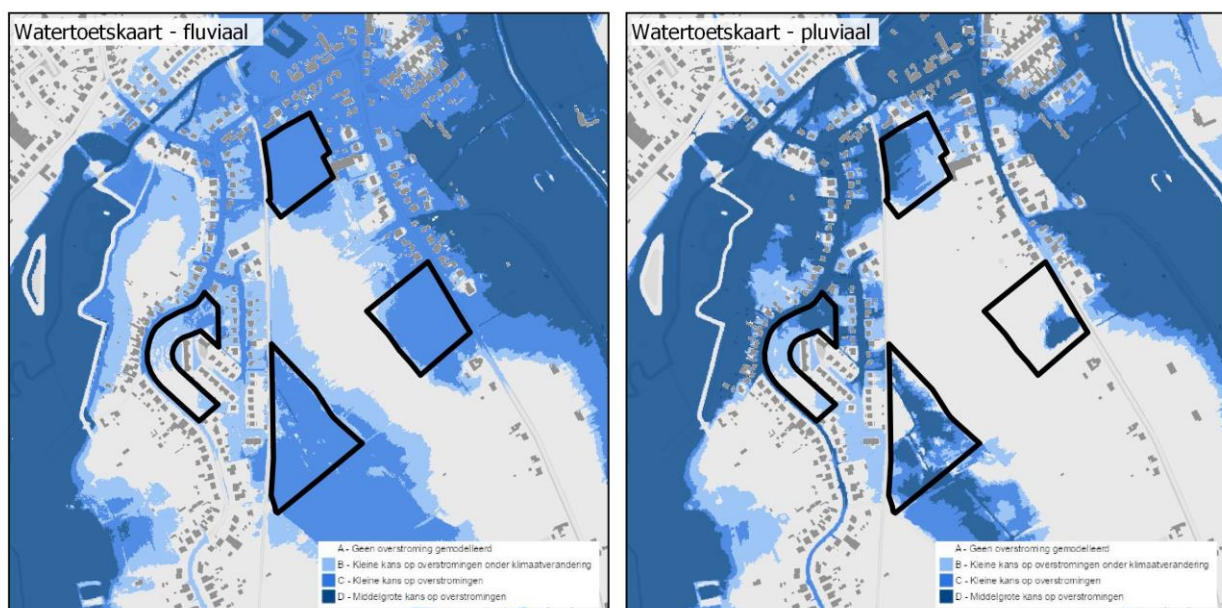 Watertoetskaart - fluviaal
A - Geen overstroming gemodelleerd
B - Kleine kans op overstromingen onder klimaatverandering
C - Kleine kans op overstromingen
D - Middelgrote kans op overstromingen
Watertoetskaart - pluviaal
A - Geen overstroming gemodelleerd
B - Kleine kans op overstromingen onder klimaatverandering
C - Kleine kans op overstromingen
D - Middelgrote kans op overstromingen